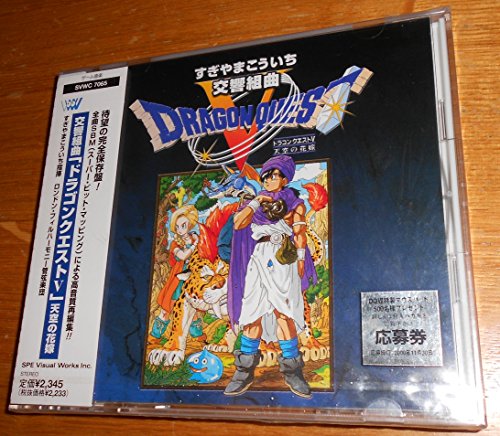 ゲーム音楽
SVWC 7065
交響組曲「ドラゴンクエストV」天空の花嫁
すぎやまこういち指揮 ロンドン・フィルハーモニー管弦楽団
待望の完全保存盤!
全曲SBM(スーパー・ビット・マッピング)による高音質再編集!!
SPE Visual Works Inc.
STEREO
定価¥2,345
(税抜価格¥2,233)
すぎやまこういち
交響組曲
V
DRAGON QUEST
ドラゴンクエストV
天空の花嫁
応募券